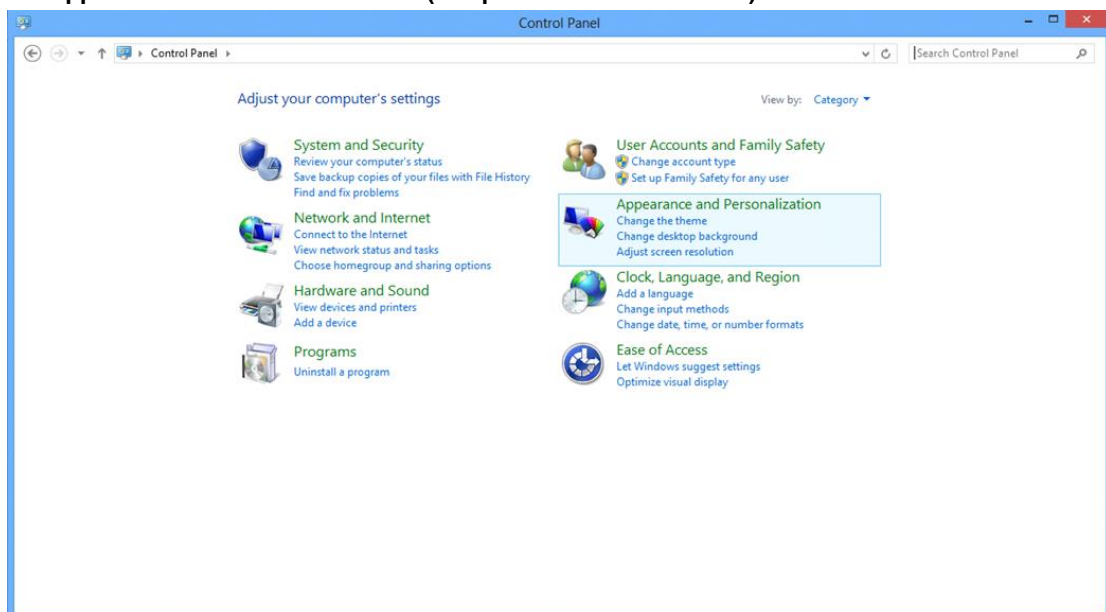 Control Panel
Control Panel
Search Control Panel
Adjust your computer's settings
View by: Category
System and Security
Review your computer's status
Save backup copies of your files with File History
Find and fix problems
Network and Internet
Connect to the Internet
View network status and tasks
Choose homegroup and sharing options
Hardware and Sound
View devices and printers
Add a device
Programs
Uninstall a program
User Accounts and Family Safety
Change account type
Set up Family Safety for any user
Appearance and Personalization
Change the theme
Change desktop background
Adjust screen resolution
Clock, Language, and Region
Add a language
Change input methods
Change date, time, or number formats
Ease of Access
Let Windows suggest settings
Optimize visual display